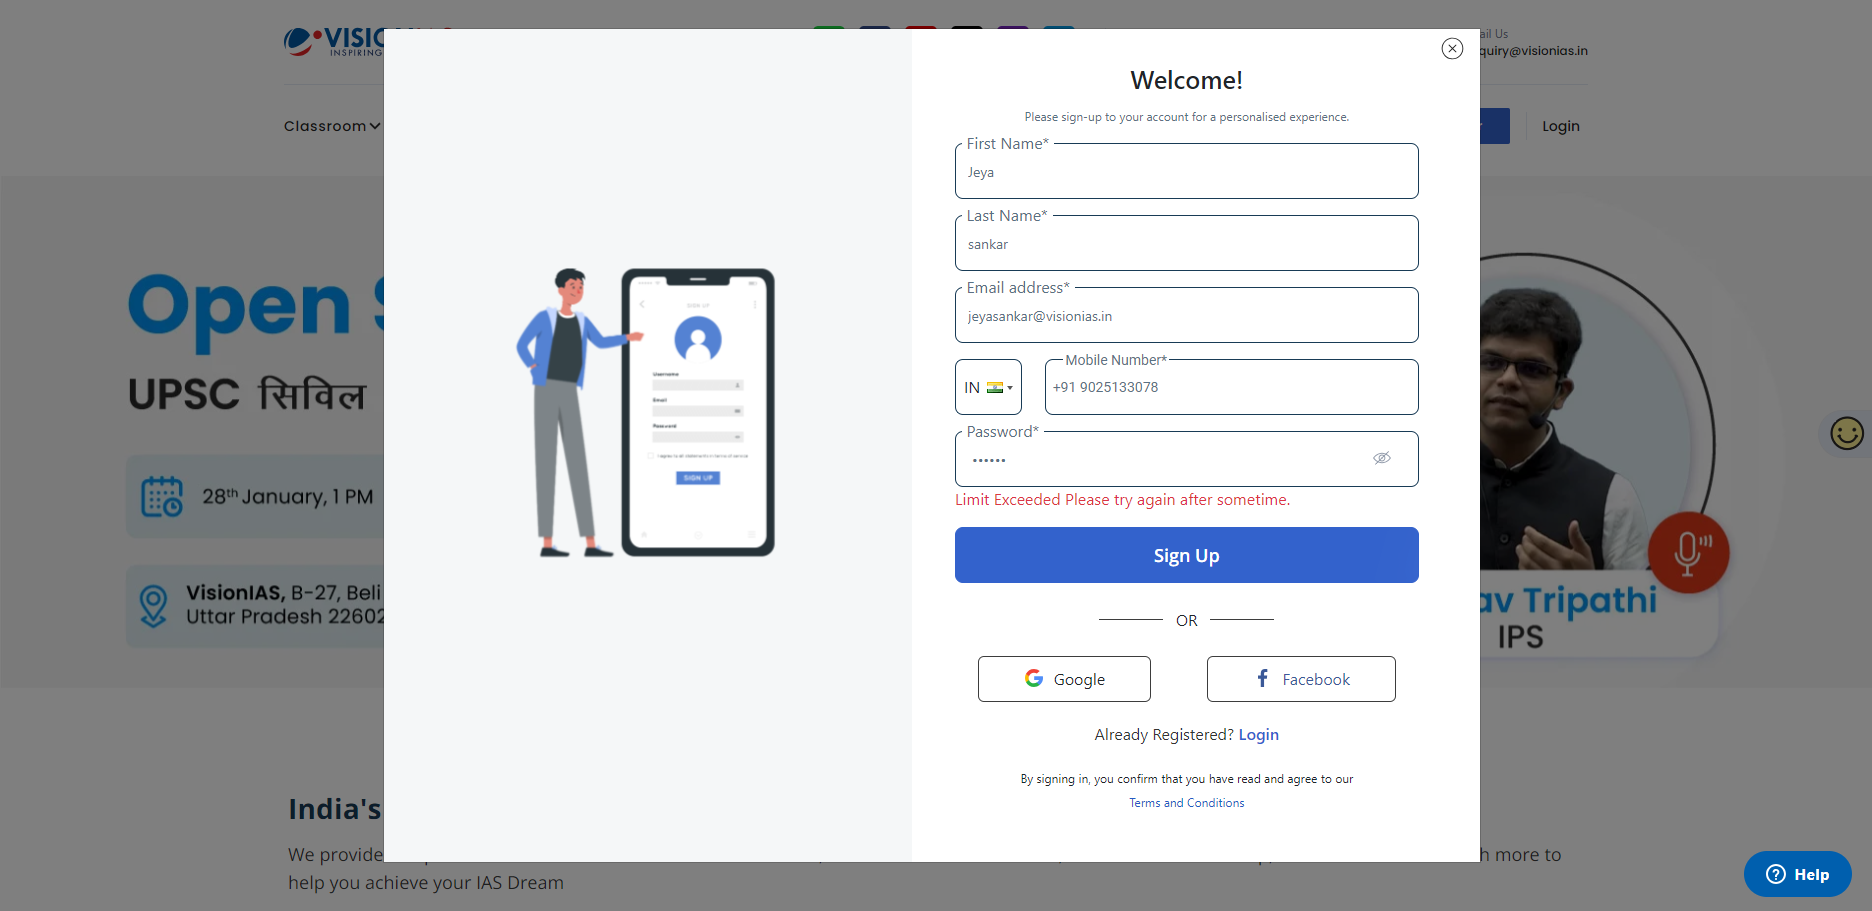 VISIO
INSPIRING
ail Us
quiry@visionias.in
Classroom
Login
Open S
UPSC सिविल
28th January, 1 PM
VisionIAS, B-27, Beli
Uttar Pradesh 22602
av Tripathi
IPS
India's
We provide
h more to
help you achieve your IAS Dream
SIGN UP
Username
Email
Password
SIGN UP
Welcome!
Please sign-up to your account for a personalised experience.
First Name*
Jeya
Last Name*
sankar
Email address*
jeyasankar@visionias.in
IN
Mobile Number*
+91 9025133078
Password*
••••••
Limit Exceeded Please try again after sometime.
Sign Up
OR
Google
Facebook
Already Registered? Login
By signing in, you confirm that you have read and agree to our
Terms and Conditions
Help